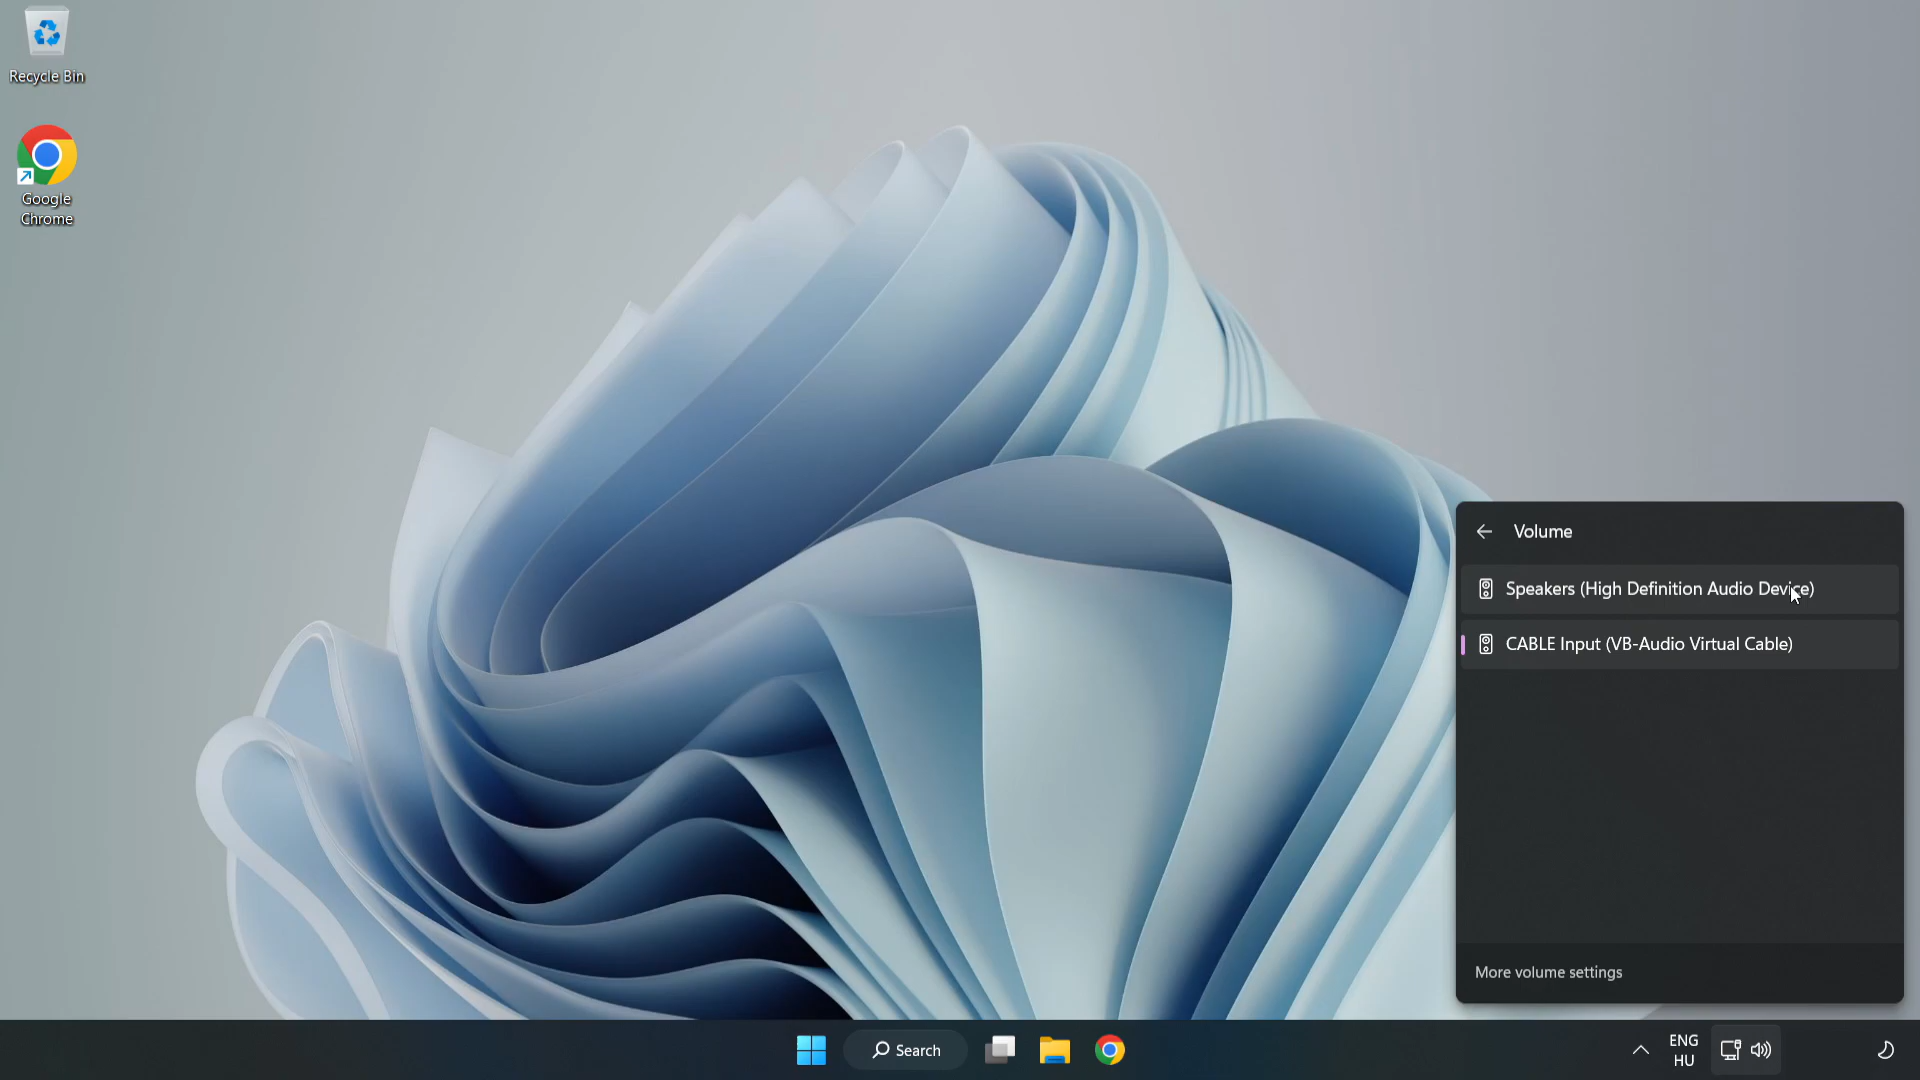 Recycle Bin
Google
Chrome
Volume
Speakers (High Definition Audio Device)
CABLE Input (VB-Audio Virtual Cable)
More volume settings
Search
ENG
HU